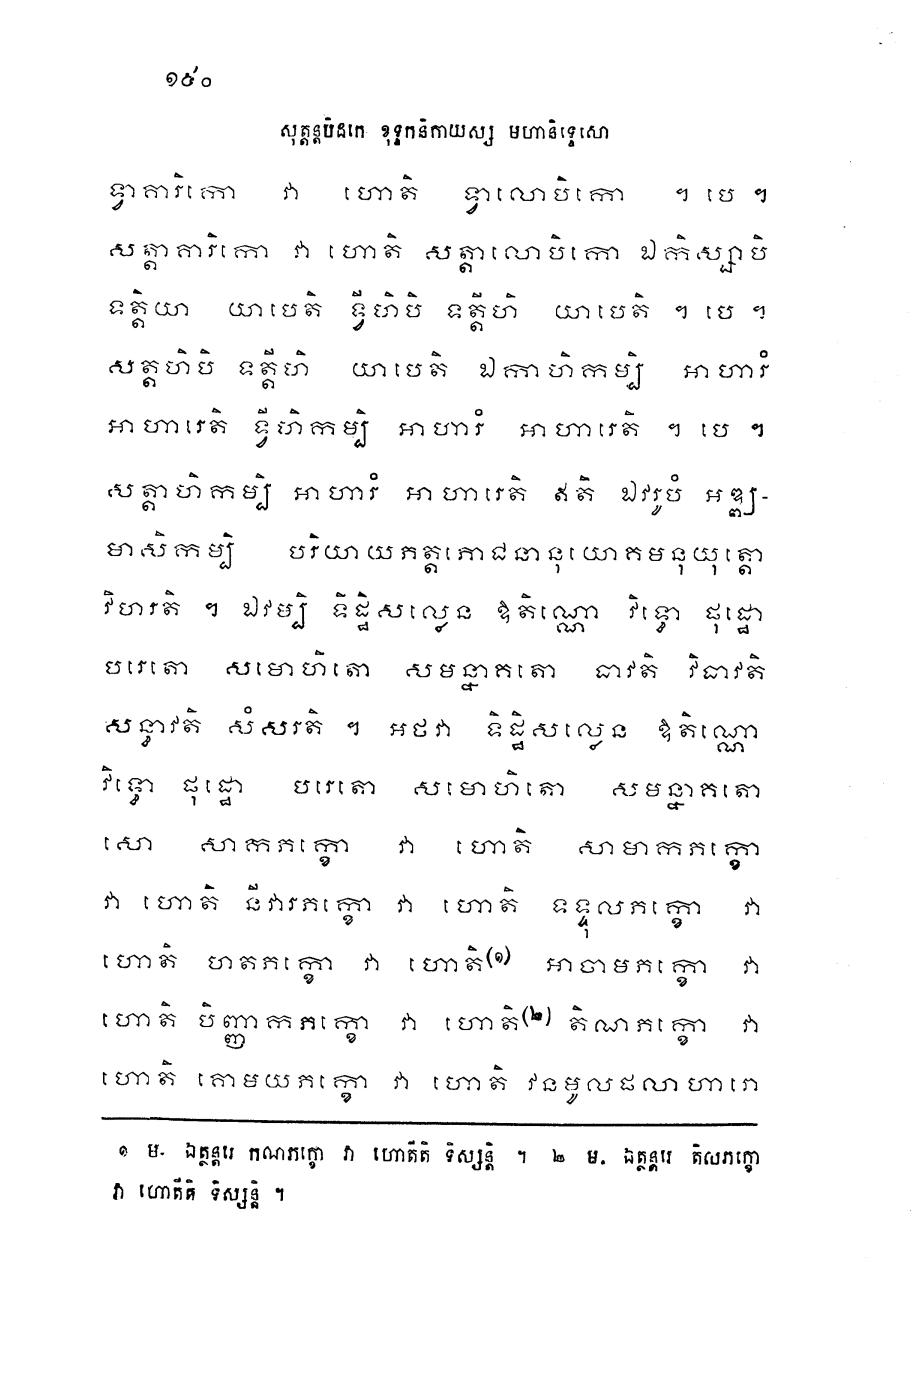 ១៩០
សុត្តន្តបិដកេ ខុទ្ទកនិកាយស្ស មហានិទ្ទេសោ
ទ្វាគារិកោ វា ហោតិ ទ្វាលោបិកោ ។ បេ ។
សត្តាគារិកោ វា ហោតិ សត្តាលោបិកោ ឯកិស្សាបិ
ទត្តិយា យាបេតិ ទ្វីហិបិ ទត្តីហិ យាបេតិ ។ បេ ។
សត្តហិបិ ទត្តីហិ យាបេតិ ឯកាហិកម្បិ អាហារំ
អាហារេតិ ទ្វីហិកម្បិ អាហារំ អាហារេតិ ។ បេ ។
សត្តាហិកម្បិ អាហារំ អាហារេតិ ឥតិ ឯវរូបំ អឌ្ឍ-
មាសិកម្បិ បរិយាយភត្តភោជនានុយោគមនុយុត្តោ
វិហរតិ ។ ឯវម្បិ ទិដ្ឋិសល្លេន ឱតិណ្ណោ វិទ្ធោ ផុដ្ឋោ
បរេតោ សមោហិតោ សមន្នាគតោ ធាវតិ វិធាវតិ
សន្ធាវតិ សំសរតិ ។ អថវា ទិដ្ឋិសល្លេន ឱតិណ្ណោ
វិទ្ធោ ផុដ្ឋោ បរេតោ សមោហិតោ សមន្នាគតោ
សោ សាកភក្ខោ វា ហោតិ សាមាកភក្ខោ
វា ហោតិ នីវារភក្ខោ វា ហោតិ ទទ្ទុលភក្ខោ វា
ហោតិ ហតភក្ខោ វា ហោតិ(១) អាចាមភក្ខោ វា
ហោតិ បិញ្ញាកភក្ខោ វា ហោតិ(២) តិណភក្ខោ វា
ហោតិ គោមយភក្ខោ វា ហោតិ វនមូលផលាហារោ
១ ម. ឯត្ថន្តរេ កណភក្ខោ វា ហោតីតិ ទិស្សន្តិ ។ ២ ម. ឯត្ថន្តរេ តិលភក្ខោ
វា ហោតីតិ ទិស្សន្តិ ។